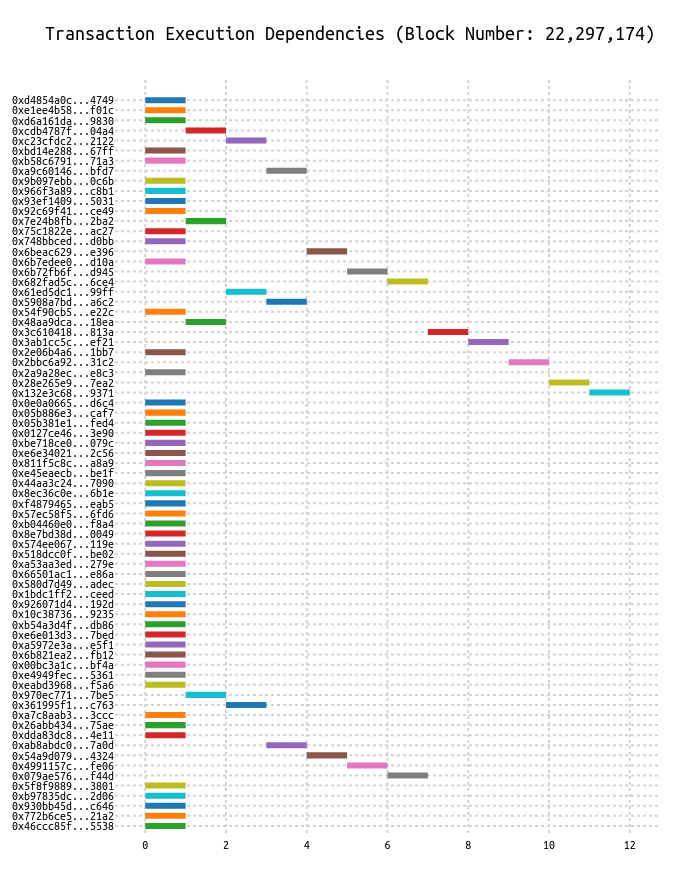 Transaction Execution Dependencies (Block Number: 22,297,174)
0xd4854a0c...4749
0xe1ee4b58...f01c
0xd6a161da...9830
0xcdb4787f...04a4
0xc23cfdc2...2122
0xbd14e288...67ff
0xb58c6791...71a3
0xa9c60146...bfd7
0x9b097ebb...0c6b
0x966f3a89...c8b1
0x93ef1409...5031
0x92c69f41...ce49
0x7e24b8fb...2ba2
0x75c1822e...ac27
0x748bbced...d0bb
0x6beac629...e396
0x6b7edee0...d10a
0x6b72fb6f...d945
0x682fad5c...6ce4
0x61ed5dc1...99ff
0x5908a7bd...a6c2
0x54f90cb5...e22c
0x48aa9dca...18ea
0x3c610418...813a
0x3ab1cc5c...ef21
0x2e06b4a6...1bb7
0x2bbc6a92...31c2
0x2a9a28ec...e8c3
0x28e265e9...7ea2
0x132e3c68...9371
0x0e0a0665...d6c4
0x05b886e3...caf7
0x05b381e1...fed4
0x0127ce46...3e90
0xbe718ce0...079c
0xe6e34021...2c56
0x811f5c8c...a8a9
0xe45eaecb...be1f
0x44aa3c24...7090
0x8ec36c0e...6b1e
0xf4879465...eab5
0x57ec58f5...6fd6
0xb04460e0...f8a4
0x8e7bd38d...0049
0x574ee067...119e
0x518dcc0f...be02
0xa53aa3ed...279e
0x66501ac1...e86a
0x580d7d49...adec
0x1bdc1ff2...ceed
0x926071d4...192d
0x10c38736...9235
0xb54a3d4f...db86
0xe6e013d3...7bed
0xa5972e3a...e5f1
0x6b821ea2...fb12
0x00bc3a1c...bf4a
0xe4949fec...5361
0xeabd3968...f5a6
0x970ec771...7be5
0x361995f1...c763
0xa7c8aab3...3ccc
0x26abb434...75ae
0xdda83dc8...4e11
0xab8abdc0...7a0d
0x54a9d079...4324
0x4991157c...fe06
0x079ae576...f44d
0x5f8f9889...3801
0xb97835dc...2d06
0x930bb45d...c646
0x772b6ce5...21a2
0x46ccc85f...5538
0 2 4 6 8 10 12